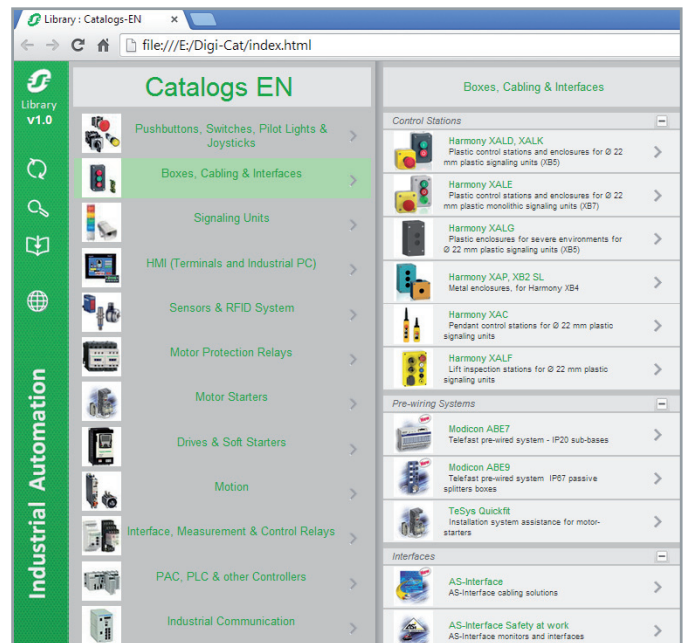 Library : Catalogs-EN
file:///E:/Digi-Cat/index.html
Library
v1.0
Industrial Automation
Catalogs EN
Pushbuttons, Switches, Pilot Lights &
Joysticks
Boxes, Cabling & Interfaces
Signaling Units
HMI (Terminals and Industrial PC)
Sensors & RFID System
Motor Protection Relays
Motor Starters
Drives & Soft Starters
Motion
Interface, Measurement & Control Relays
PAC, PLC & other Controllers
Industrial Communication
Boxes, Cabling & Interfaces
Control Stations
Harmony XALD, XALK
Plastic control stations and enclosures for Ø 22
mm plastic signaling units (XB5)
Harmony XALE
Plastic control stations and enclosures for Ø 22
mm plastic monolithic signaling units (XB7)
Harmony XALG
Plastic enclosures for severe environments for
Ø 22 mm plastic signaling units (XB5)
Harmony XAP, XB2 SL
Metal enclosures, for Harmony XB4
Harmony XAC
Pendant control stations for Ø 22 mm plastic
signaling units
Harmony XALF
Lift inspection stations for Ø 22 mm plastic
signaling units
Pre-wiring Systems
Modicon ABE7
Telefast pre-wired system - IP20 sub-bases
Modicon ABE9
Telefast pre-wired system IP67 passive
splitters boxes
TeSys Quickfit
Installation system assistance for motor-
starters
Interfaces
AS-Interface
AS-Interface cabling solutions
AS-Interface Safety at work
AS-Interface monitors and interfaces